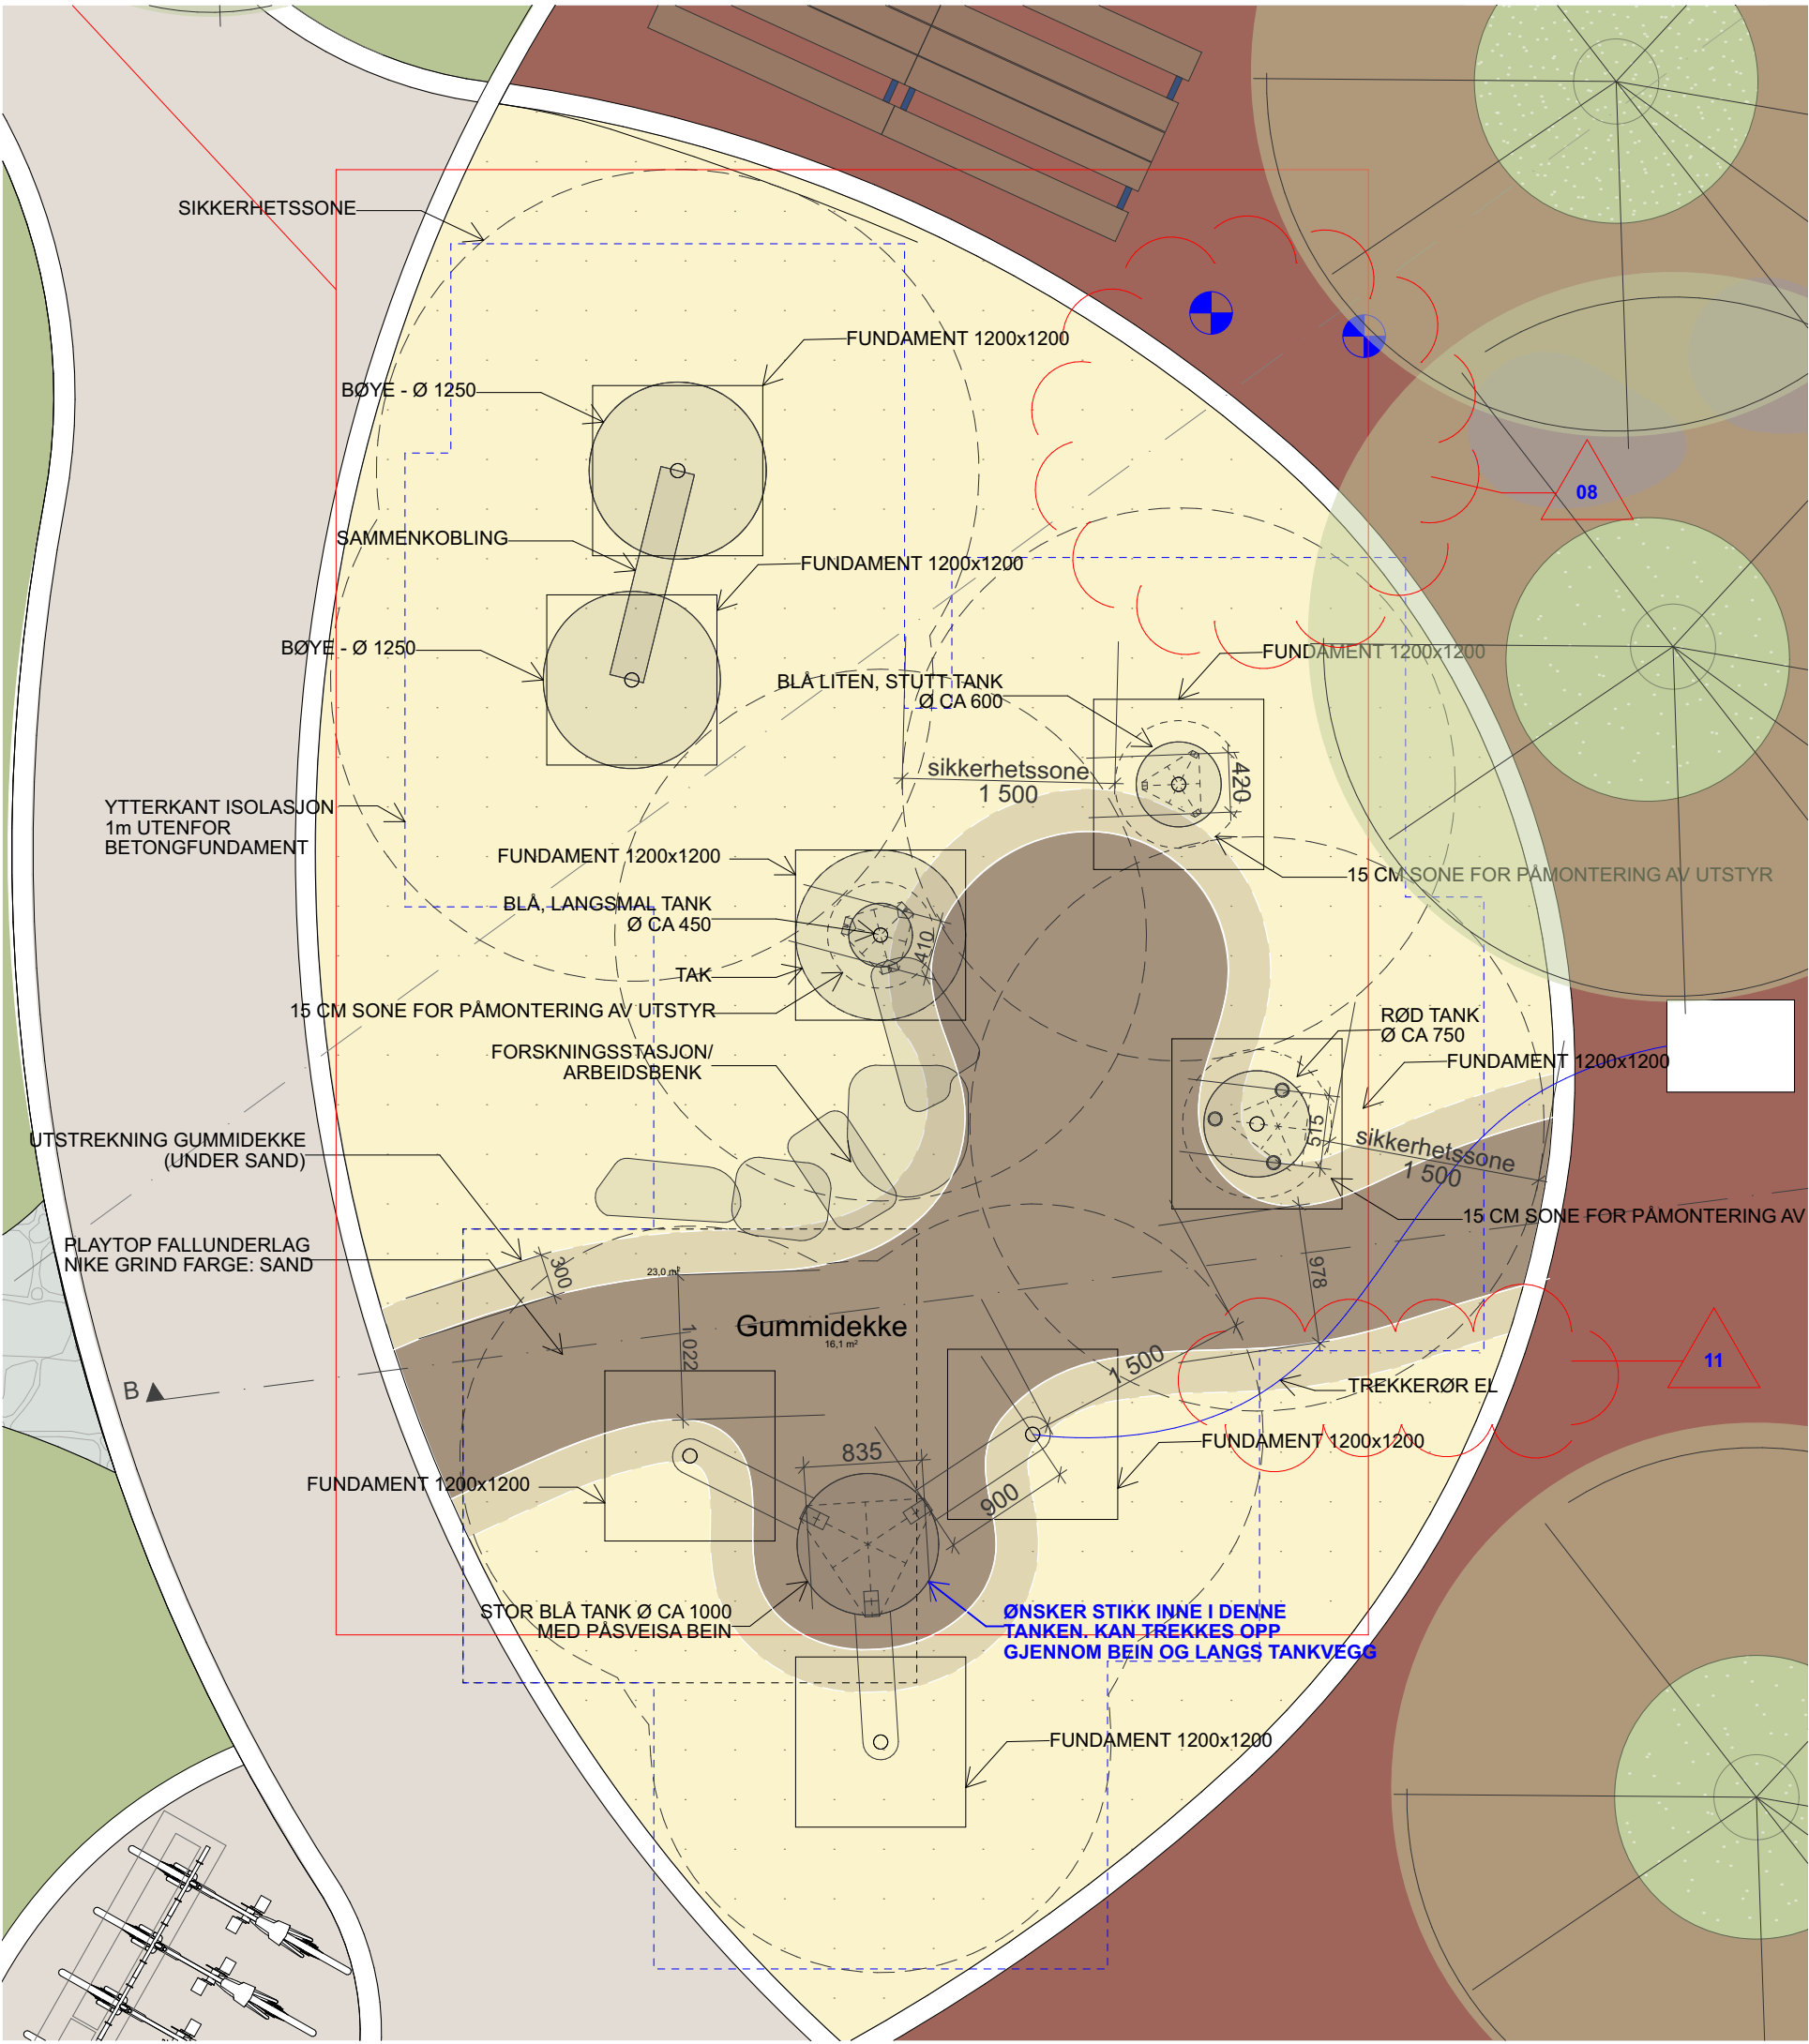 SIKKERHETSSONE
FUNDAMENT 1200x1200
BØYE - Ø 1250
08
SAMMENKOBLING
FUNDAMENT 1200x1200
BØYE - Ø 1250
FUNDAMENT 1200x1200
BLÅ LITEN, STUTT TANK
Ø CA 600
sikkerhetssone
1 500
420
YTTERKANT ISOLASJON
1m UTENFOR
BETONGFUNDAMENT
FUNDAMENT 1200x1200
15 CM SONE FOR PÅMONTERING AV UTSTYR
BLÅ, LANGSMAL TANK
Ø CA 450
410
TAK
15 CM SONE FOR PÅMONTERING AV UTSTYR
RØD TANK
Ø CA 750
FORSKNINGSSTASJON/
ARBEIDSBENK
FUNDAMENT 1200x1200
515
UTSTREKNING GUMMIDEKKE
(UNDER SAND)
sikkerhetssone
1 500
15 CM SONE FOR PÅMONTERING AV
PLAYTOP FALLUNDERLAG
NIKE GRIND FARGE: SAND
300
23,0 m²
978
Gummidekke
16,1 m²
1 022
1 500
11
B
TREKKERØR EL
FUNDAMENT 1200x1200
835
FUNDAMENT 1200x1200
900
STOR BLÅ TANK Ø CA 1000
MED PÅSVEISA BEIN
ØNSKER STIKK INNE I DENNE
TANKEN. KAN TREKKES OPP
GJENNOM BEIN OG LANGS TANKVEGG
FUNDAMENT 1200x1200